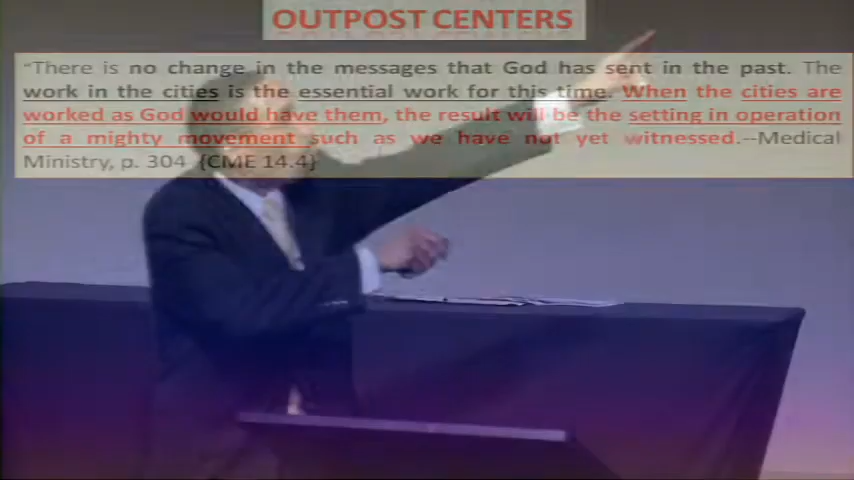 OUTPOST CENTERS
“There is no change in the messages that God has sent in the past. The
work in the cities is the essential work for this time. When the cities are
worked as God would have them, the result will be the setting in operation
of a mighty movement such as we have not yet witnessed.--Medical
Ministry, p. 304 {CME 14.4}